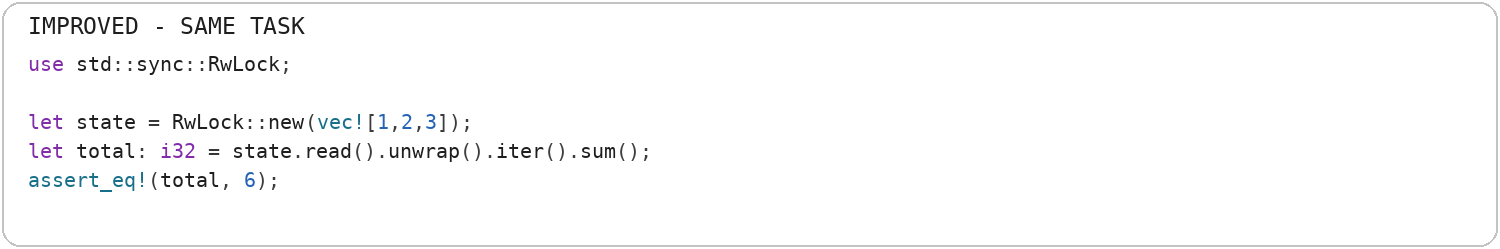 IMPROVED - SAME TASK
use std::sync::RwLock;
let state = RwLock::new(vec![1,2,3]);
let total: i32 = state.read().unwrap().iter().sum();
assert_eq!(total, 6);